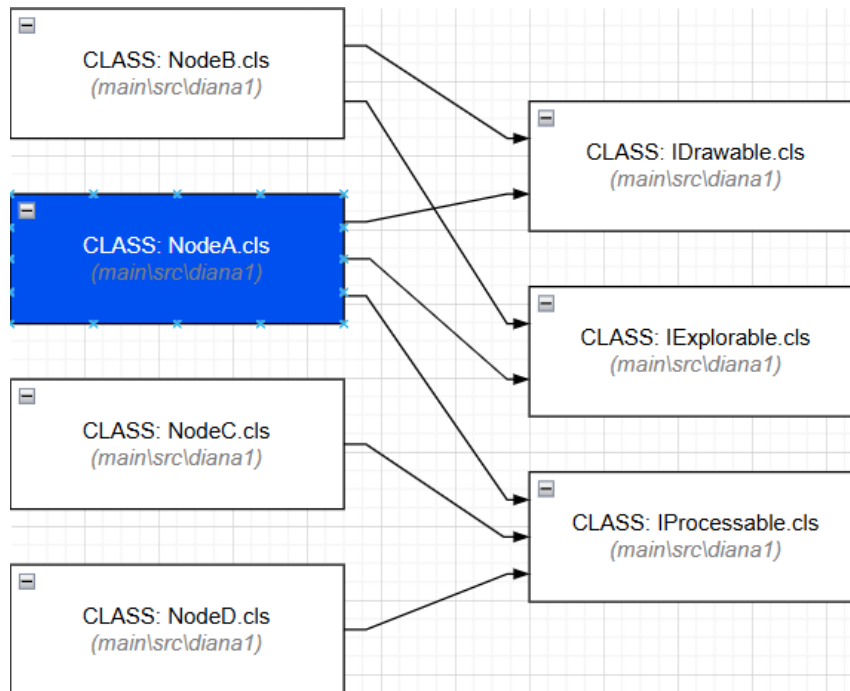 CLASS: NodeB.cls
(main\src\diana1)
CLASS: IDrawable.cls
(main\src\diana1)
CLASS: NodeA.cls
(main\src\diana1)
CLASS: IExplorable.cls
(main\src\diana1)
CLASS: NodeC.cls
(main\src\diana1)
CLASS: IProcessable.cls
(main\src\diana1)
CLASS: NodeD.cls
(main\src\diana1)